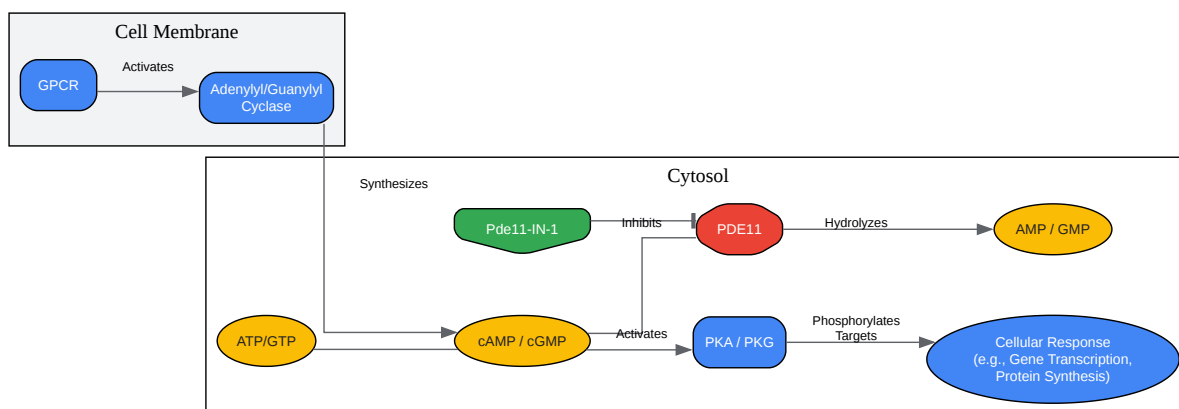 Cell Membrane
GPCR
Activates
Adenylyl/Guanylyl
Cyclase
Synthesizes
Cytosol
Pde11-IN-1
Inhibits
PDE11
Hydrolyzes
AMP / GMP
ATP/GTP
cAMP / cGMP
Activates
PKA / PKG
Phosphorylates
Targets
Cellular Response
(e.g., Gene Transcription,
Protein Synthesis)